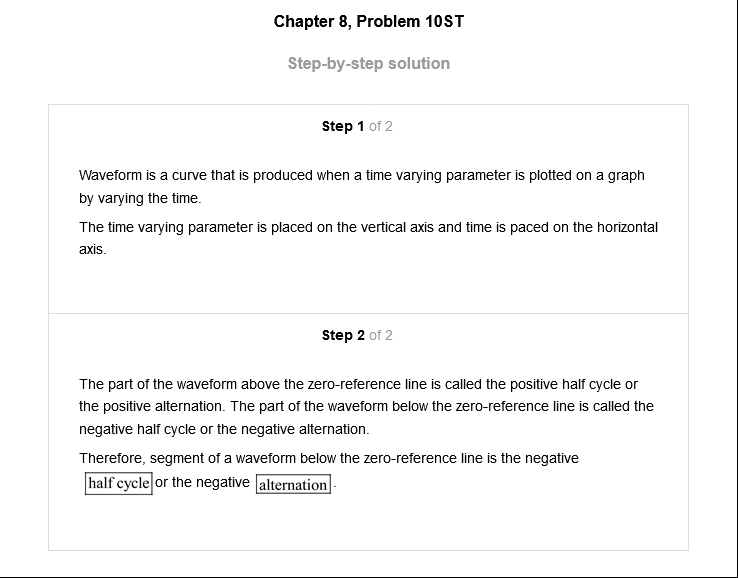 Chapter 8, Problem 10ST
Step-by-step solution
Step 1 of 2
Waveform is a curve that is produced when a time varying parameter is plotted on a graph
by varying the time.
The time varying parameter is placed on the vertical axis and time is paced on the horizontal
axis.
Step 2 of 2
The part of the waveform above the zero-reference line is called the positive half cycle or
the positive alternation. The part of the waveform below the zero-reference line is called the
negative half cycle or the negative alternation.
Therefore, segment of a waveform below the zero-reference line is the negative
half cycle or the negative alternation.